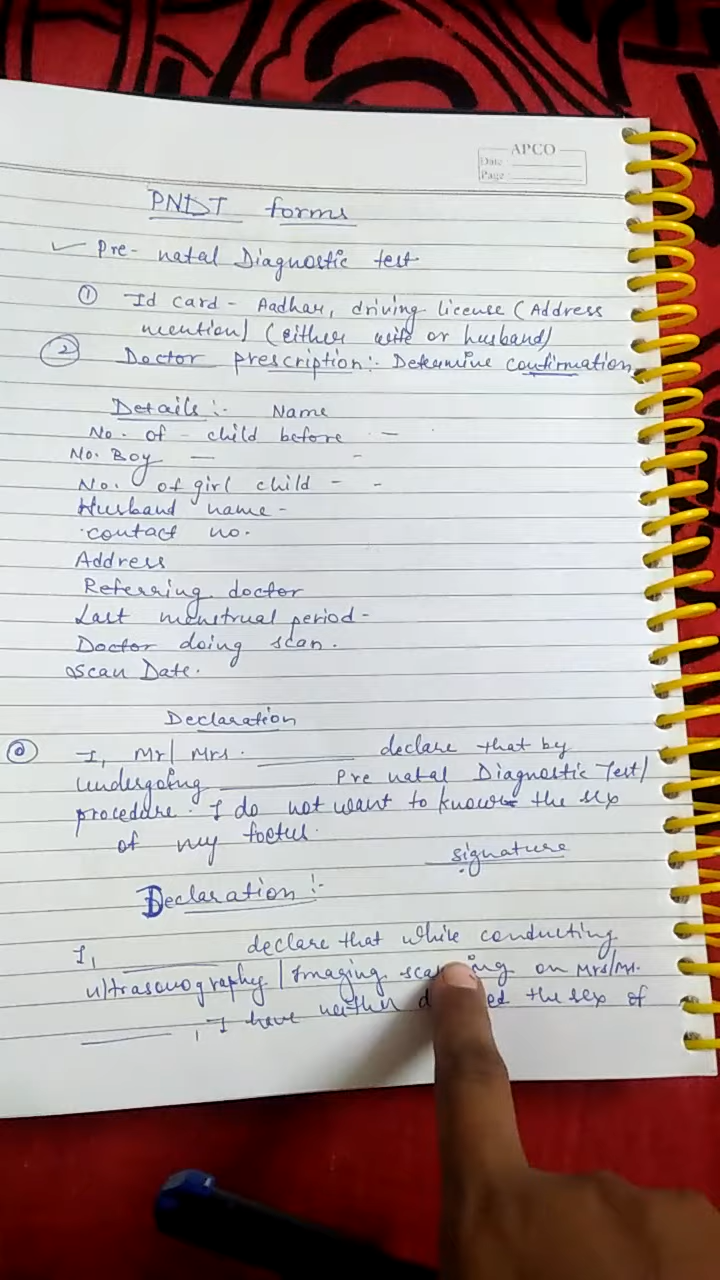 APCO
Date
Page
PNDT forms
Pre- natal Diagnostic test
① Id card - Aadhar, driving license (Address
mention) (either wife or husband)
② Doctor prescription:- Determine confirmation
Details:- Name
No. of - child before -
No. Boy - -
No. of girl child - -
Husband name -
contact no.
Address
Referring doctor
Last menstrual period -
Doctor doing scan.
Scan Date.
Declaration
I, Mr/ Mrs. ________ declare that by
undergoing ________ Pre natal Diagnostic Test/
procedure. I do not want to know the sex
of my foetus.
signature
Declaration:-
I, ________ declare that while conducting
ultrasonography / Imaging on Mrs/Mr.
________, I have neither the sex of